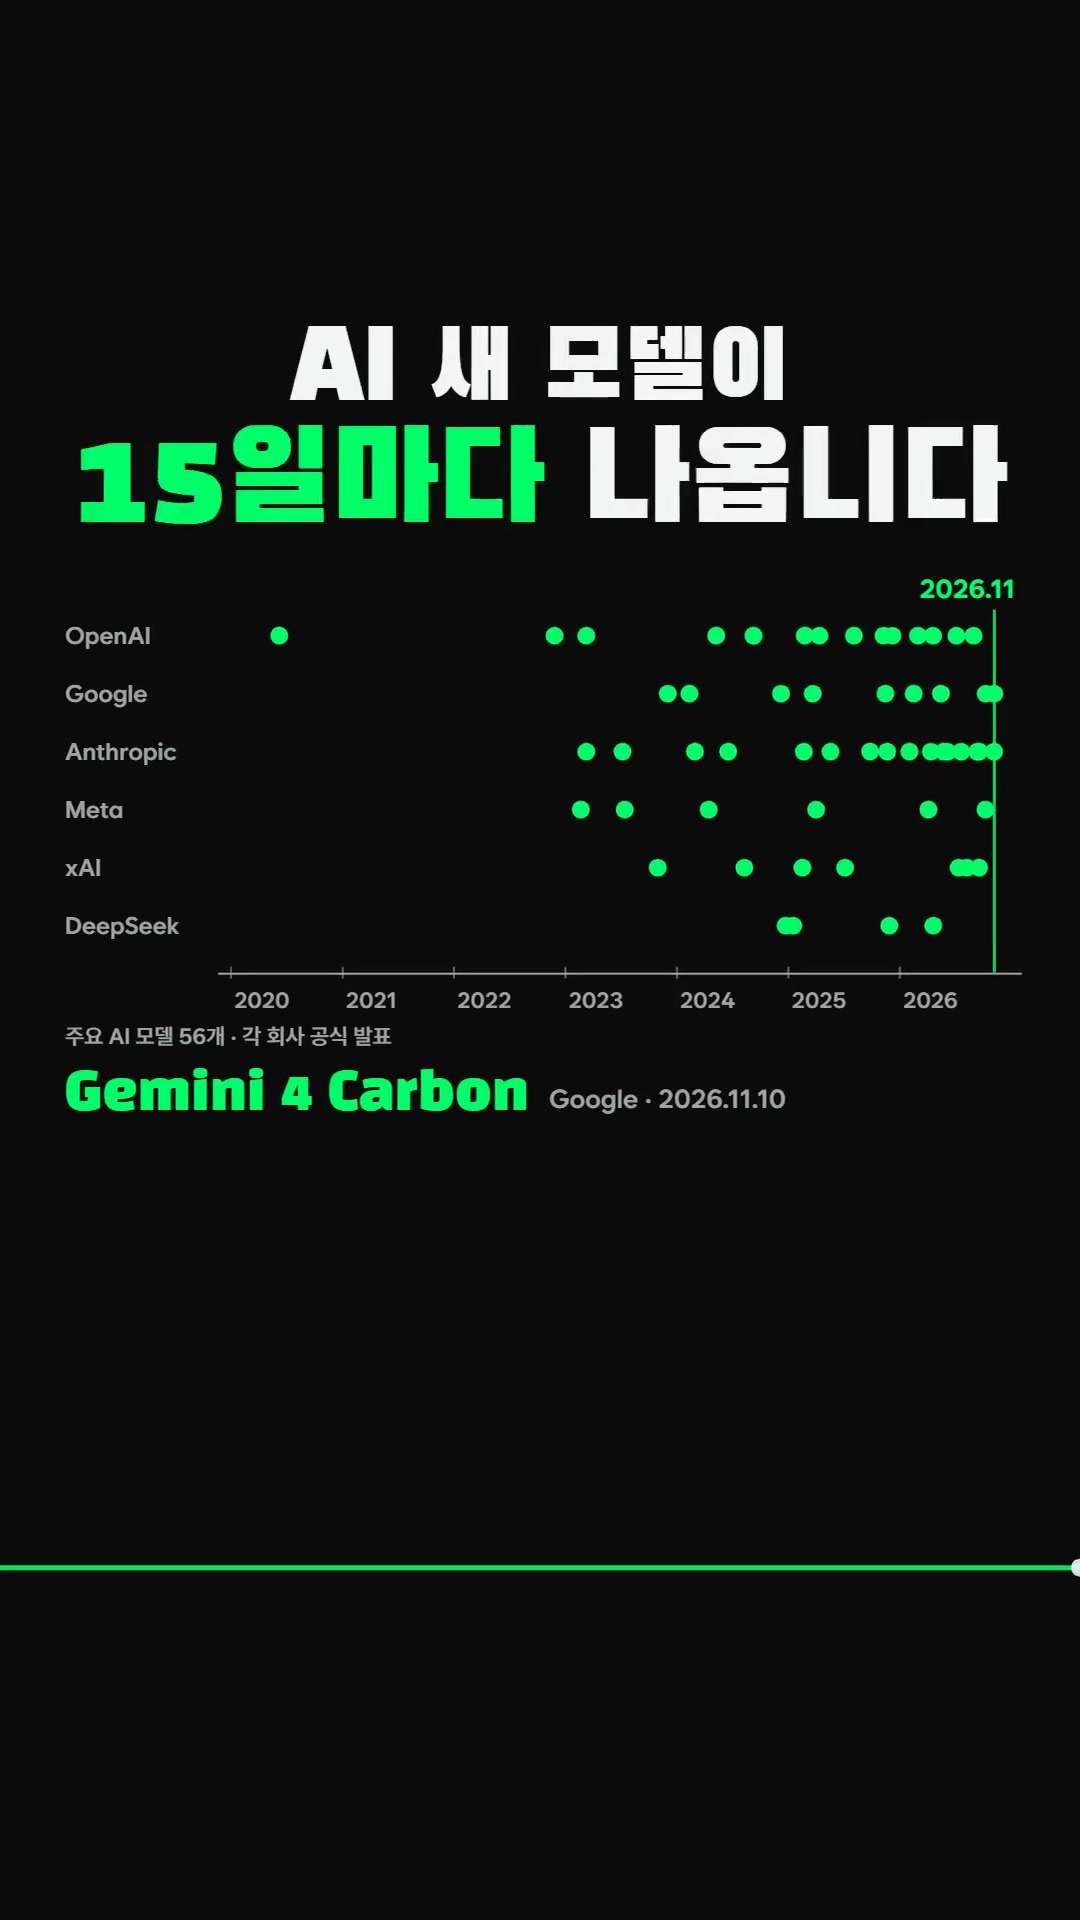 AI 새 모델이
15일마다 나옵니다
2026.11
OpenAI
Google
Anthropic
Meta
xAI
DeepSeek
2020 2021 2022 2023 2024 2025 2026
주요 AI 모델 56개 · 각 회사 공식 발표
Gemini 4 Carbon Google · 2026.11.10